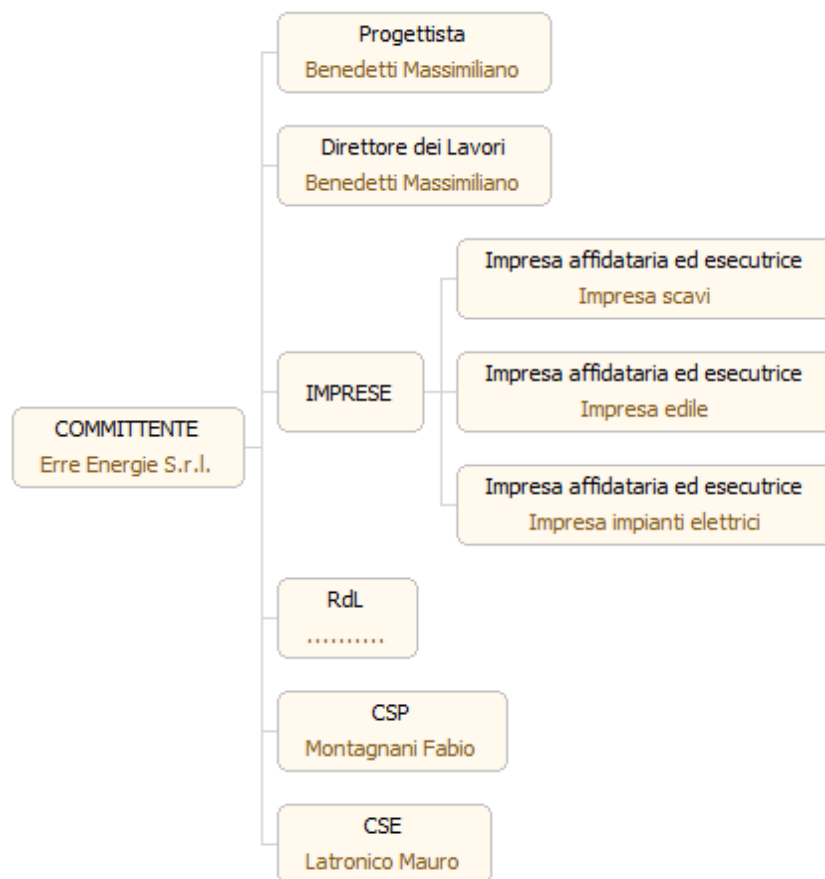 Progettista
Benedetti Massimiliano
Direttore dei Lavori
Benedetti Massimiliano
Impresa affidataria ed esecutrice
Impresa scavi
IMPRESE
Impresa affidataria ed esecutrice
Impresa edile
COMMITTENTE
Erre Energie S.r.l.
Impresa affidataria ed esecutrice
Impresa impianti elettrici
RdL
..........
CSP
Montagnani Fabio
CSE
Latronico Mauro